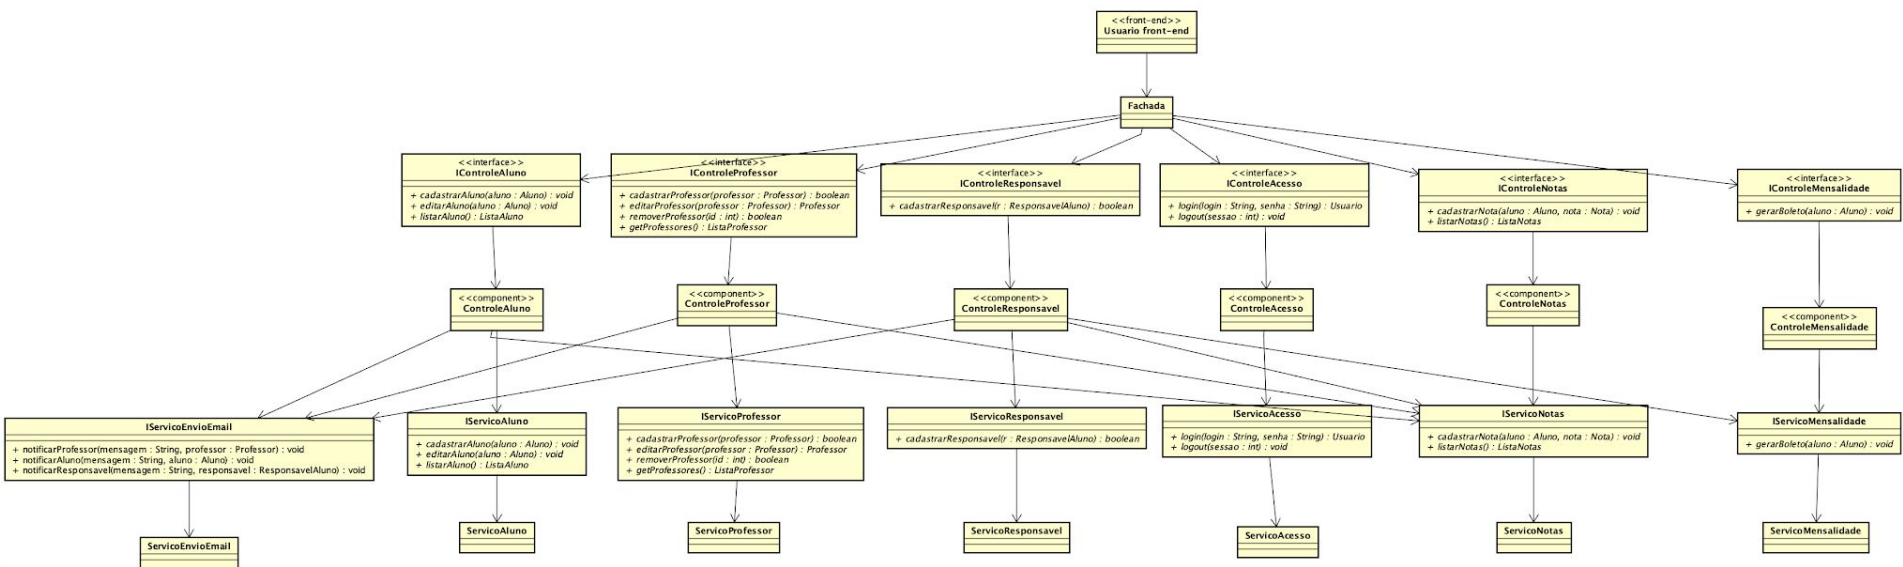 <<front-end>>
Usuario front-end
Fachada
<<interface>>
IControleAluno
+ cadastrarAluno(aluno : Aluno) : void
+ editarAluno(aluno : Aluno) : void
+ listarAluno() : ListaAluno
<<interface>>
IControleProfessor
+ cadastrarProfessor(professor : Professor) : boolean
+ editarProfessor(professor : Professor) : Professor
+ removerProfessor(id : int) : boolean
+ getProfessores() : ListaProfessor
<<interface>>
IControleResponsavel
+ cadastrarResponsavel(r : ResponsavelAluno) : boolean
<<interface>>
IControleAcesso
+ login(login : String, senha : String) : Usuario
+ logout(sessao : int) : void
<<interface>>
IControleNotas
+ cadastrarNota(aluno : Aluno, nota : Nota) : void
+ listarNotas() : ListaNotas
<<interface>>
IControleMensalidade
+ gerarBoleto(aluno : Aluno) : void
<<component>>
ControleAluno
<<component>>
ControleProfessor
<<component>>
ControleResponsavel
<<component>>
ControleAcesso
<<component>>
ControleNotas
<<component>>
ControleMensalidade
IServicoEnvioEmail
+ notificarProfessor(mensagem : String, professor : Professor) : void
+ notificarAluno(mensagem : String, aluno : Aluno) : void
+ notificarResponsavel(mensagem : String, responsavel : ResponsavelAluno) : void
IServicoAluno
+ cadastrarAluno(aluno : Aluno) : void
+ editarAluno(aluno : Aluno) : void
+ listarAluno() : ListaAluno
IServicoProfessor
+ cadastrarProfessor(professor : Professor) : boolean
+ editarProfessor(professor : Professor) : Professor
+ removerProfessor(id : int) : boolean
+ getProfessores() : ListaProfessor
IServicoResponsavel
+ cadastrarResponsavel(r : ResponsavelAluno) : boolean
IServicoAcesso
+ login(login : String, senha : String) : Usuario
+ logout(sessao : int) : void
IServicoNotas
+ cadastrarNota(aluno : Aluno, nota : Nota) : void
+ listarNotas() : ListaNotas
IServicoMensalidade
+ gerarBoleto(aluno : Aluno) : void
ServicoEnvioEmail
ServicoAluno
ServicoProfessor
ServicoResponsavel
ServicoAcesso
ServicoNotas
ServicoMensalidade